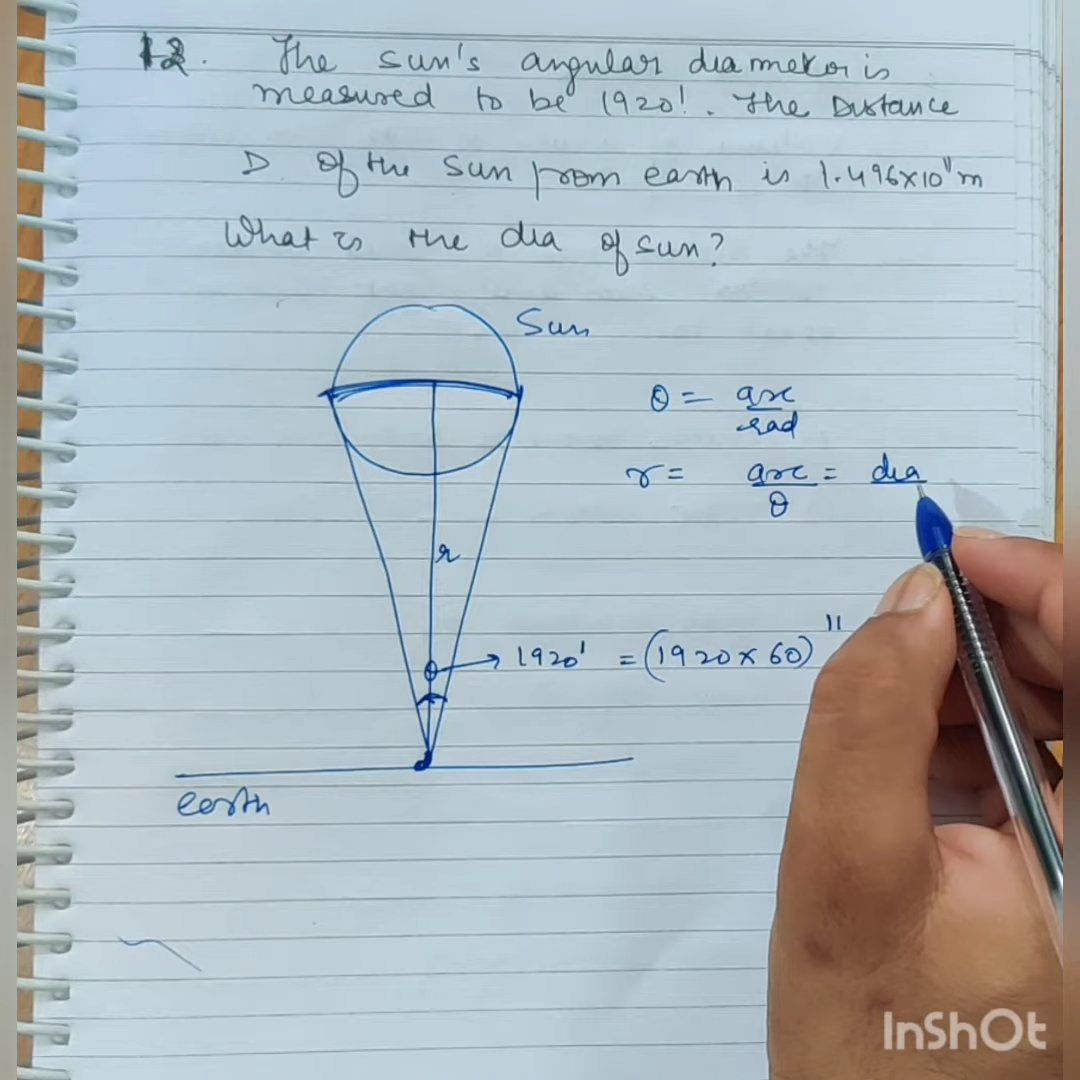 12. The sun's angular diameter is
measured to be 1920'. The Distance
D of the sun from earth is 1.496×10¹¹m
What is the dia of sun?
Sun
θ = arc/rad
r = arc/θ = dia
r
θ → 1920' = (1920 × 60)''
earth
InShOt